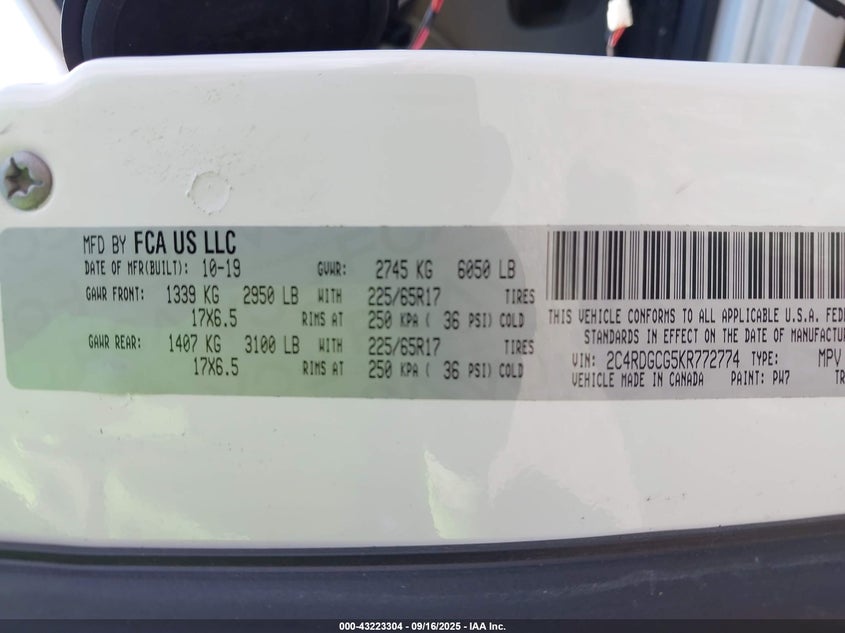 MFD BY FCA US LLC
DATE OF MFR(BUILT): 10-19 GVWR: 2745 KG 6050 LB
GAWR FRONT: 1339 KG 2950 LB WITH 225/65R17 TIRES
17X6.5 RIMS AT 250 KPA ( 36 PSI) COLD
GAWR REAR: 1407 KG 3100 LB WITH 225/65R17 TIRES
17X6.5 RIMS AT 250 KPA ( 36 PSI) COLD
THIS VEHICLE CONFORMS TO ALL APPLICABLE U.S.A. FEDE
STANDARDS IN EFFECT ON THE DATE OF MANUFACTUR
VIN: 2C4RDGCG5KR772774 TYPE: MPV
VEHICLE MADE IN CANADA PAINT: PW7 TR
000-43223304 - 09/16/2025 - IAA Inc.